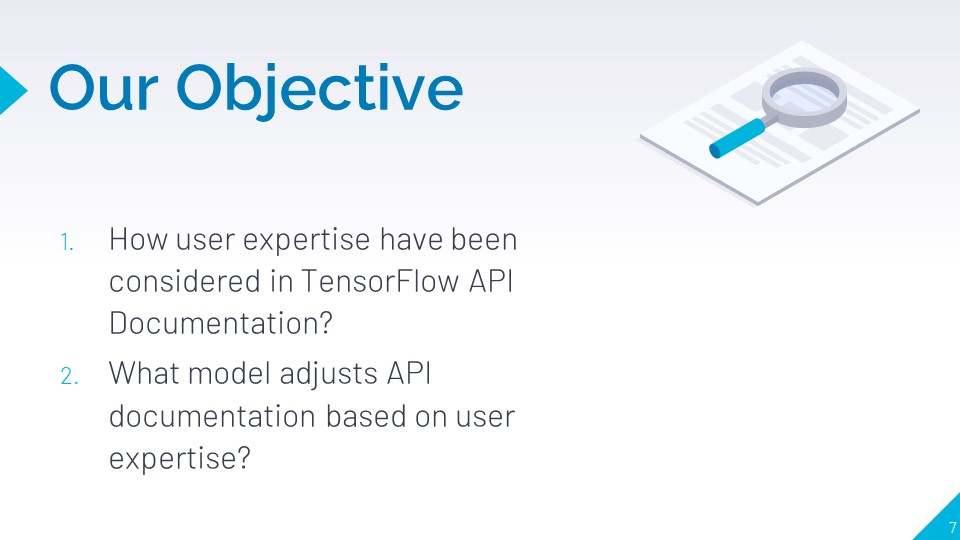 Our Objective
1. How user expertise have been
considered in TensorFlow API
Documentation?
2. What model adjusts API
documentation based on user
expertise?
7